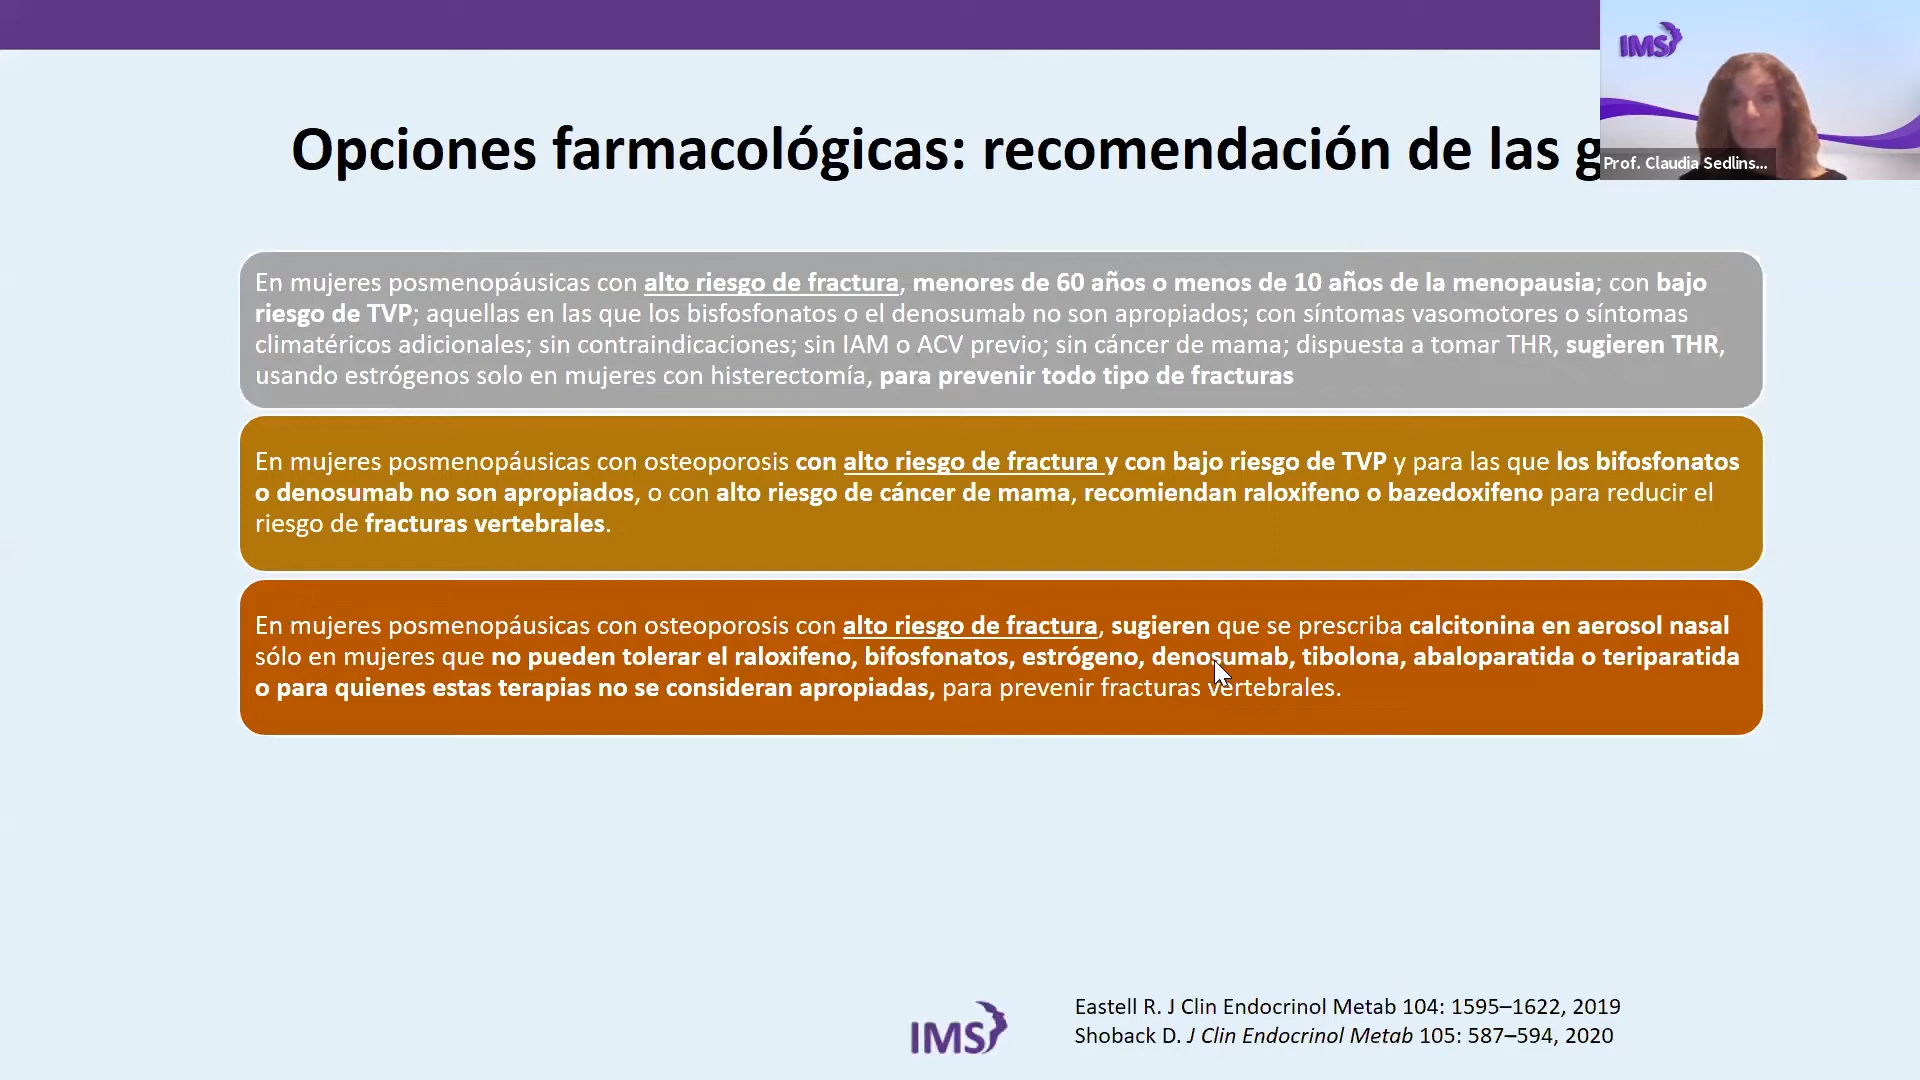 IMS
Prof. Claudia Sedlins...
Opciones farmacológicas: recomendación de las
En mujeres posmenopáusicas con alto riesgo de fractura, menores de 60 años o menos de 10 años de la menopausia; con bajo
riesgo de TVP; aquellas en las que los bisfosfonatos o el denosumab no son apropiados; con síntomas vasomotores o síntomas
climatéricos adicionales; sin contraindicaciones; sin IAM o ACV previo; sin cáncer de mama; dispuesta a tomar THR, sugieren THR,
usando estrógenos solo en mujeres con histerectomía, para prevenir todo tipo de fracturas
En mujeres posmenopáusicas con osteoporosis con alto riesgo de fractura y con bajo riesgo de TVP y para las que los bifosfonatos
o denosumab no son apropiados, o con alto riesgo de cáncer de mama, recomiendan raloxifeno o bazedoxifeno para reducir el
riesgo de fracturas vertebrales.
En mujeres posmenopáusicas con osteoporosis con alto riesgo de fractura, sugieren que se prescriba calcitonina en aerosol nasal
sólo en mujeres que no pueden tolerar el raloxifeno, bifosfonatos, estrógeno, denosumab, tibolona, abaloparatida o teriparatida
o para quienes estas terapias no se consideran apropiadas, para prevenir fracturas vertebrales.
IMS
Eastell R. J Clin Endocrinol Metab 104: 1595–1622, 2019
Shoback D. J Clin Endocrinol Metab 105: 587–594, 2020